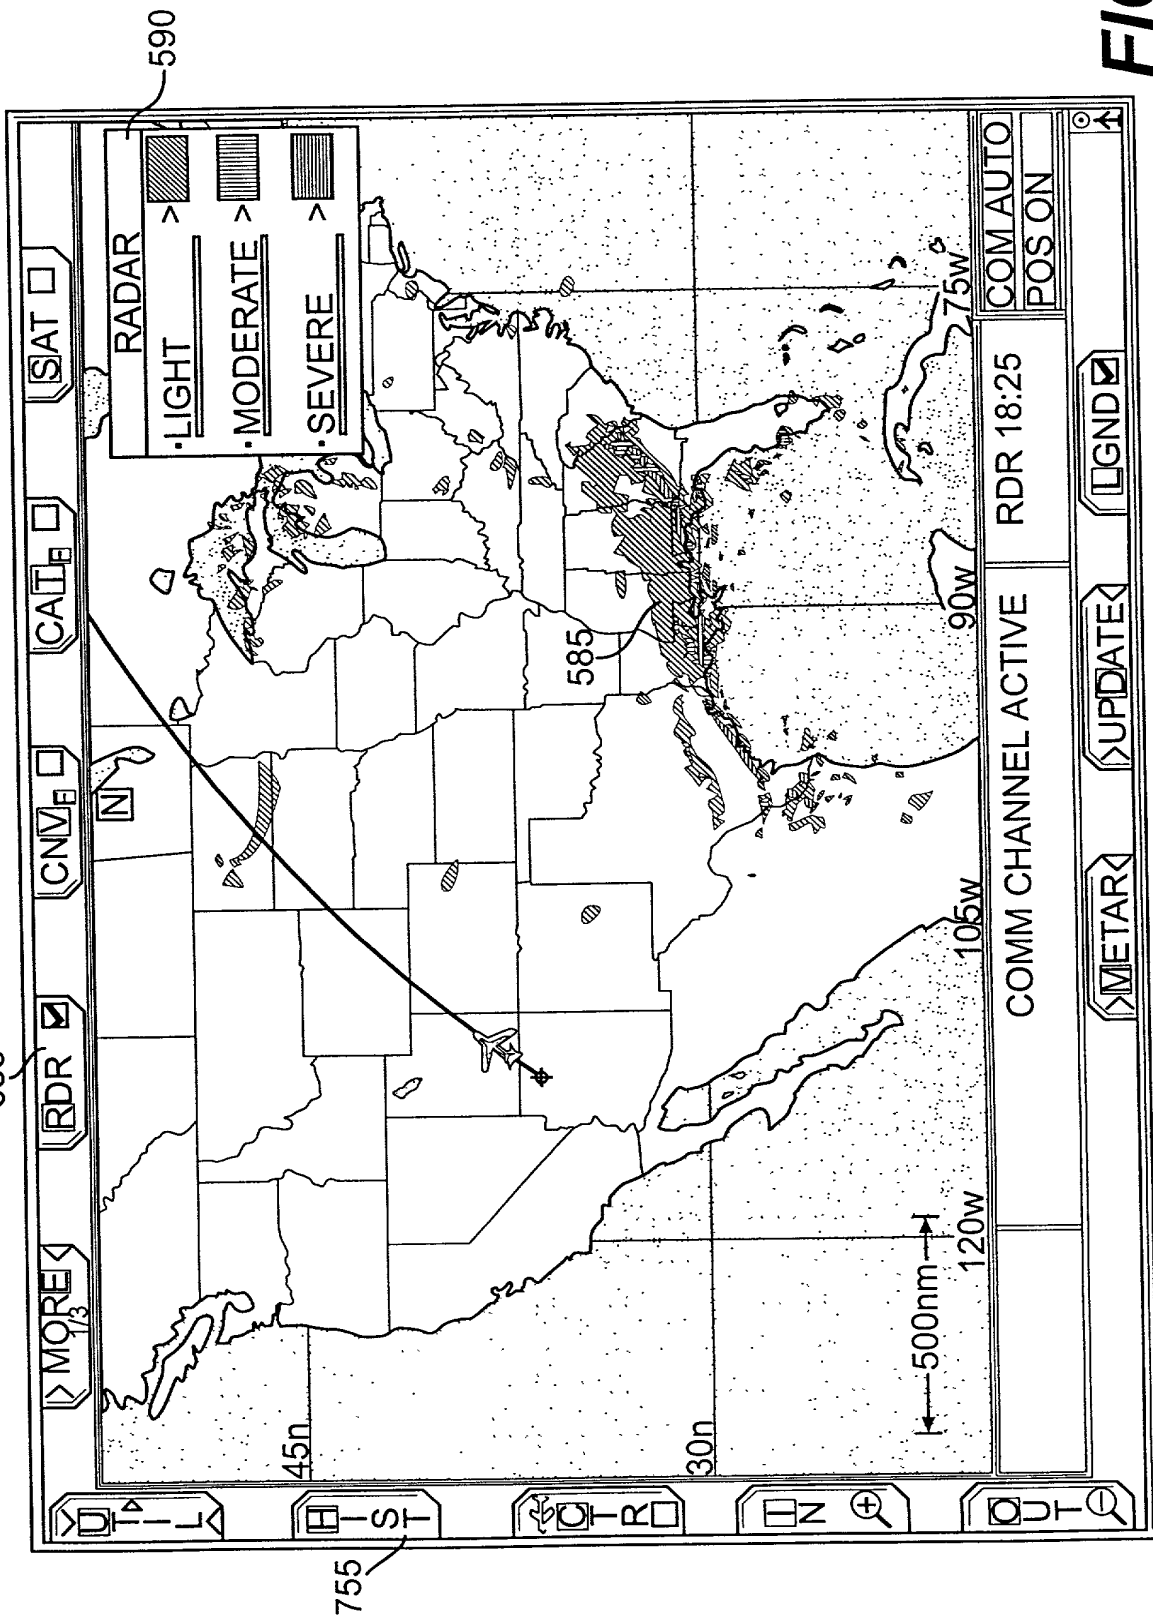 590
>MORE<
1/3
RDR
CNV
F
CAT
F
SAT
RADAR
·LIGHT >
·MODERATE >
·SEVERE >
>UTIL<
HIST
755
CTR
IN
OUT
N
45n
30n
585
500nm
120w
105w
90w
75w
COMM CHANNEL ACTIVE
RDR 18:25
COM AUTO
POS ON
>METAR<
>UPDATE<
LGND